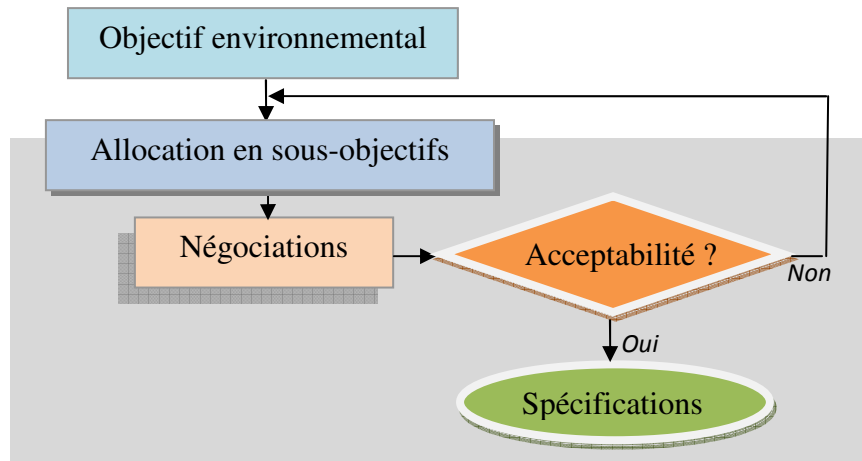 Objectif environnemental
Allocation en sous-objectifs
Négociations
Acceptabilité ?
Non
Oui
Spécifications